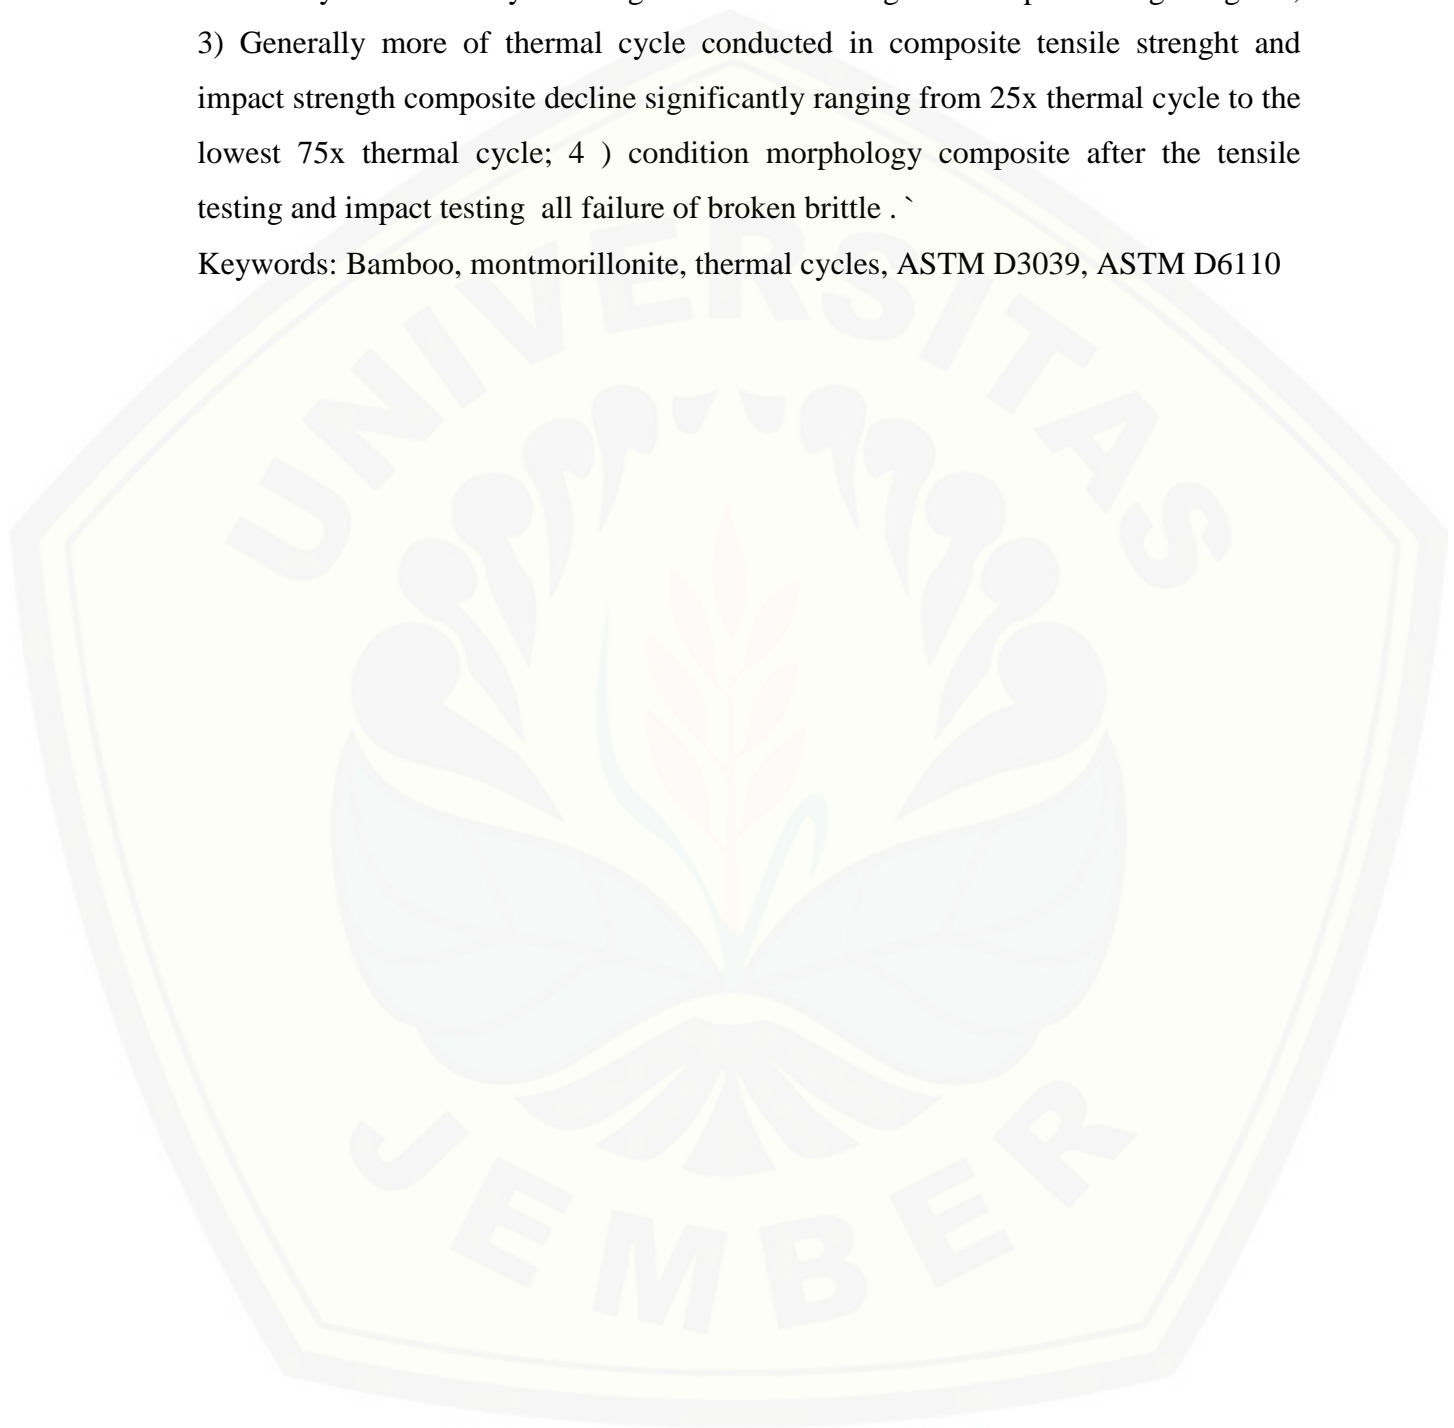 3) Generally more of thermal cycle conducted in composite tensile strenght and
impact strength composite decline significantly ranging from 25x thermal cycle to the
lowest 75x thermal cycle; 4 ) condition morphology composite after the tensile
testing and impact testing all failure of broken brittle . `
Keywords: Bamboo, montmorillonite, thermal cycles, ASTM D3039, ASTM D6110
UNIVERSITAS
JEMBER